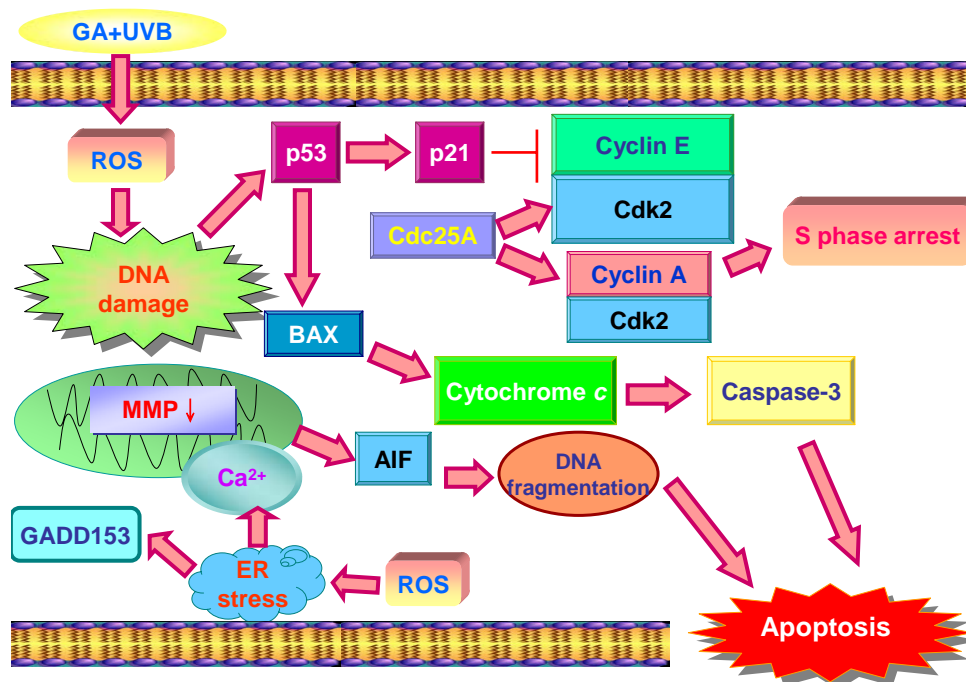 GA+UVB
ROS
p53
p21
Cyclin E
Cdk2
Cdc25A
S phase arrest
Cyclin A
Cdk2
DNA
damage
BAX
Cytochrome c
Caspase-3
MMP ↓
AIF
DNA
fragmentation
Ca²⁺
GADD153
ER
stress
ROS
Apoptosis